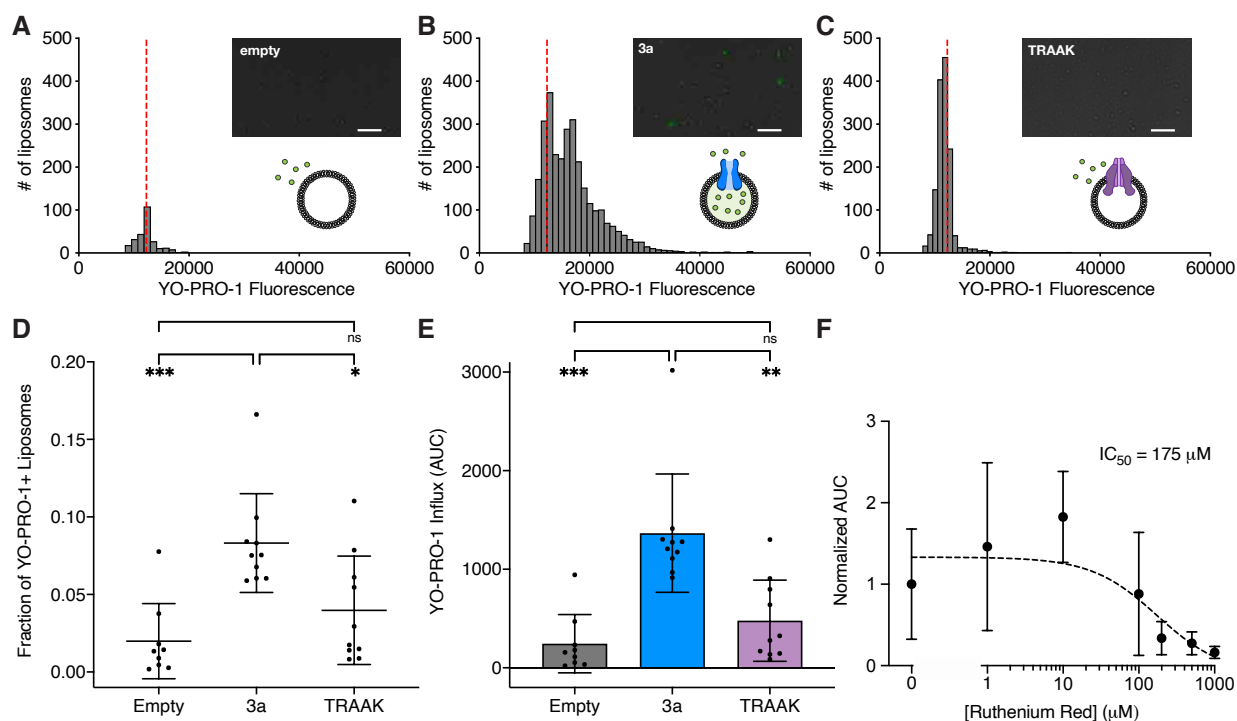 A
500
400
300
200
100
0
# of liposomes
empty
0
20000
40000
60000
YO-PRO-1 Fluorescence
B
500
400
300
200
100
0
# of liposomes
3a
0
20000
40000
60000
YO-PRO-1 Fluorescence
C
500
400
300
200
100
0
# of liposomes
TRAAK
0
20000
40000
60000
YO-PRO-1 Fluorescence
D
ns
*** *
0.20
0.15
0.10
0.05
0.00
Fraction of YO-PRO-1+ Liposomes
Empty 3a TRAAK
E
ns
*** **
3000
2000
1000
0
YO-PRO-1 Influx (AUC)
Empty 3a TRAAK
F
IC50 = 175 μM
3
2
1
0
Normalized AUC
0 1 10 100 1000
[Ruthenium Red] (μM)